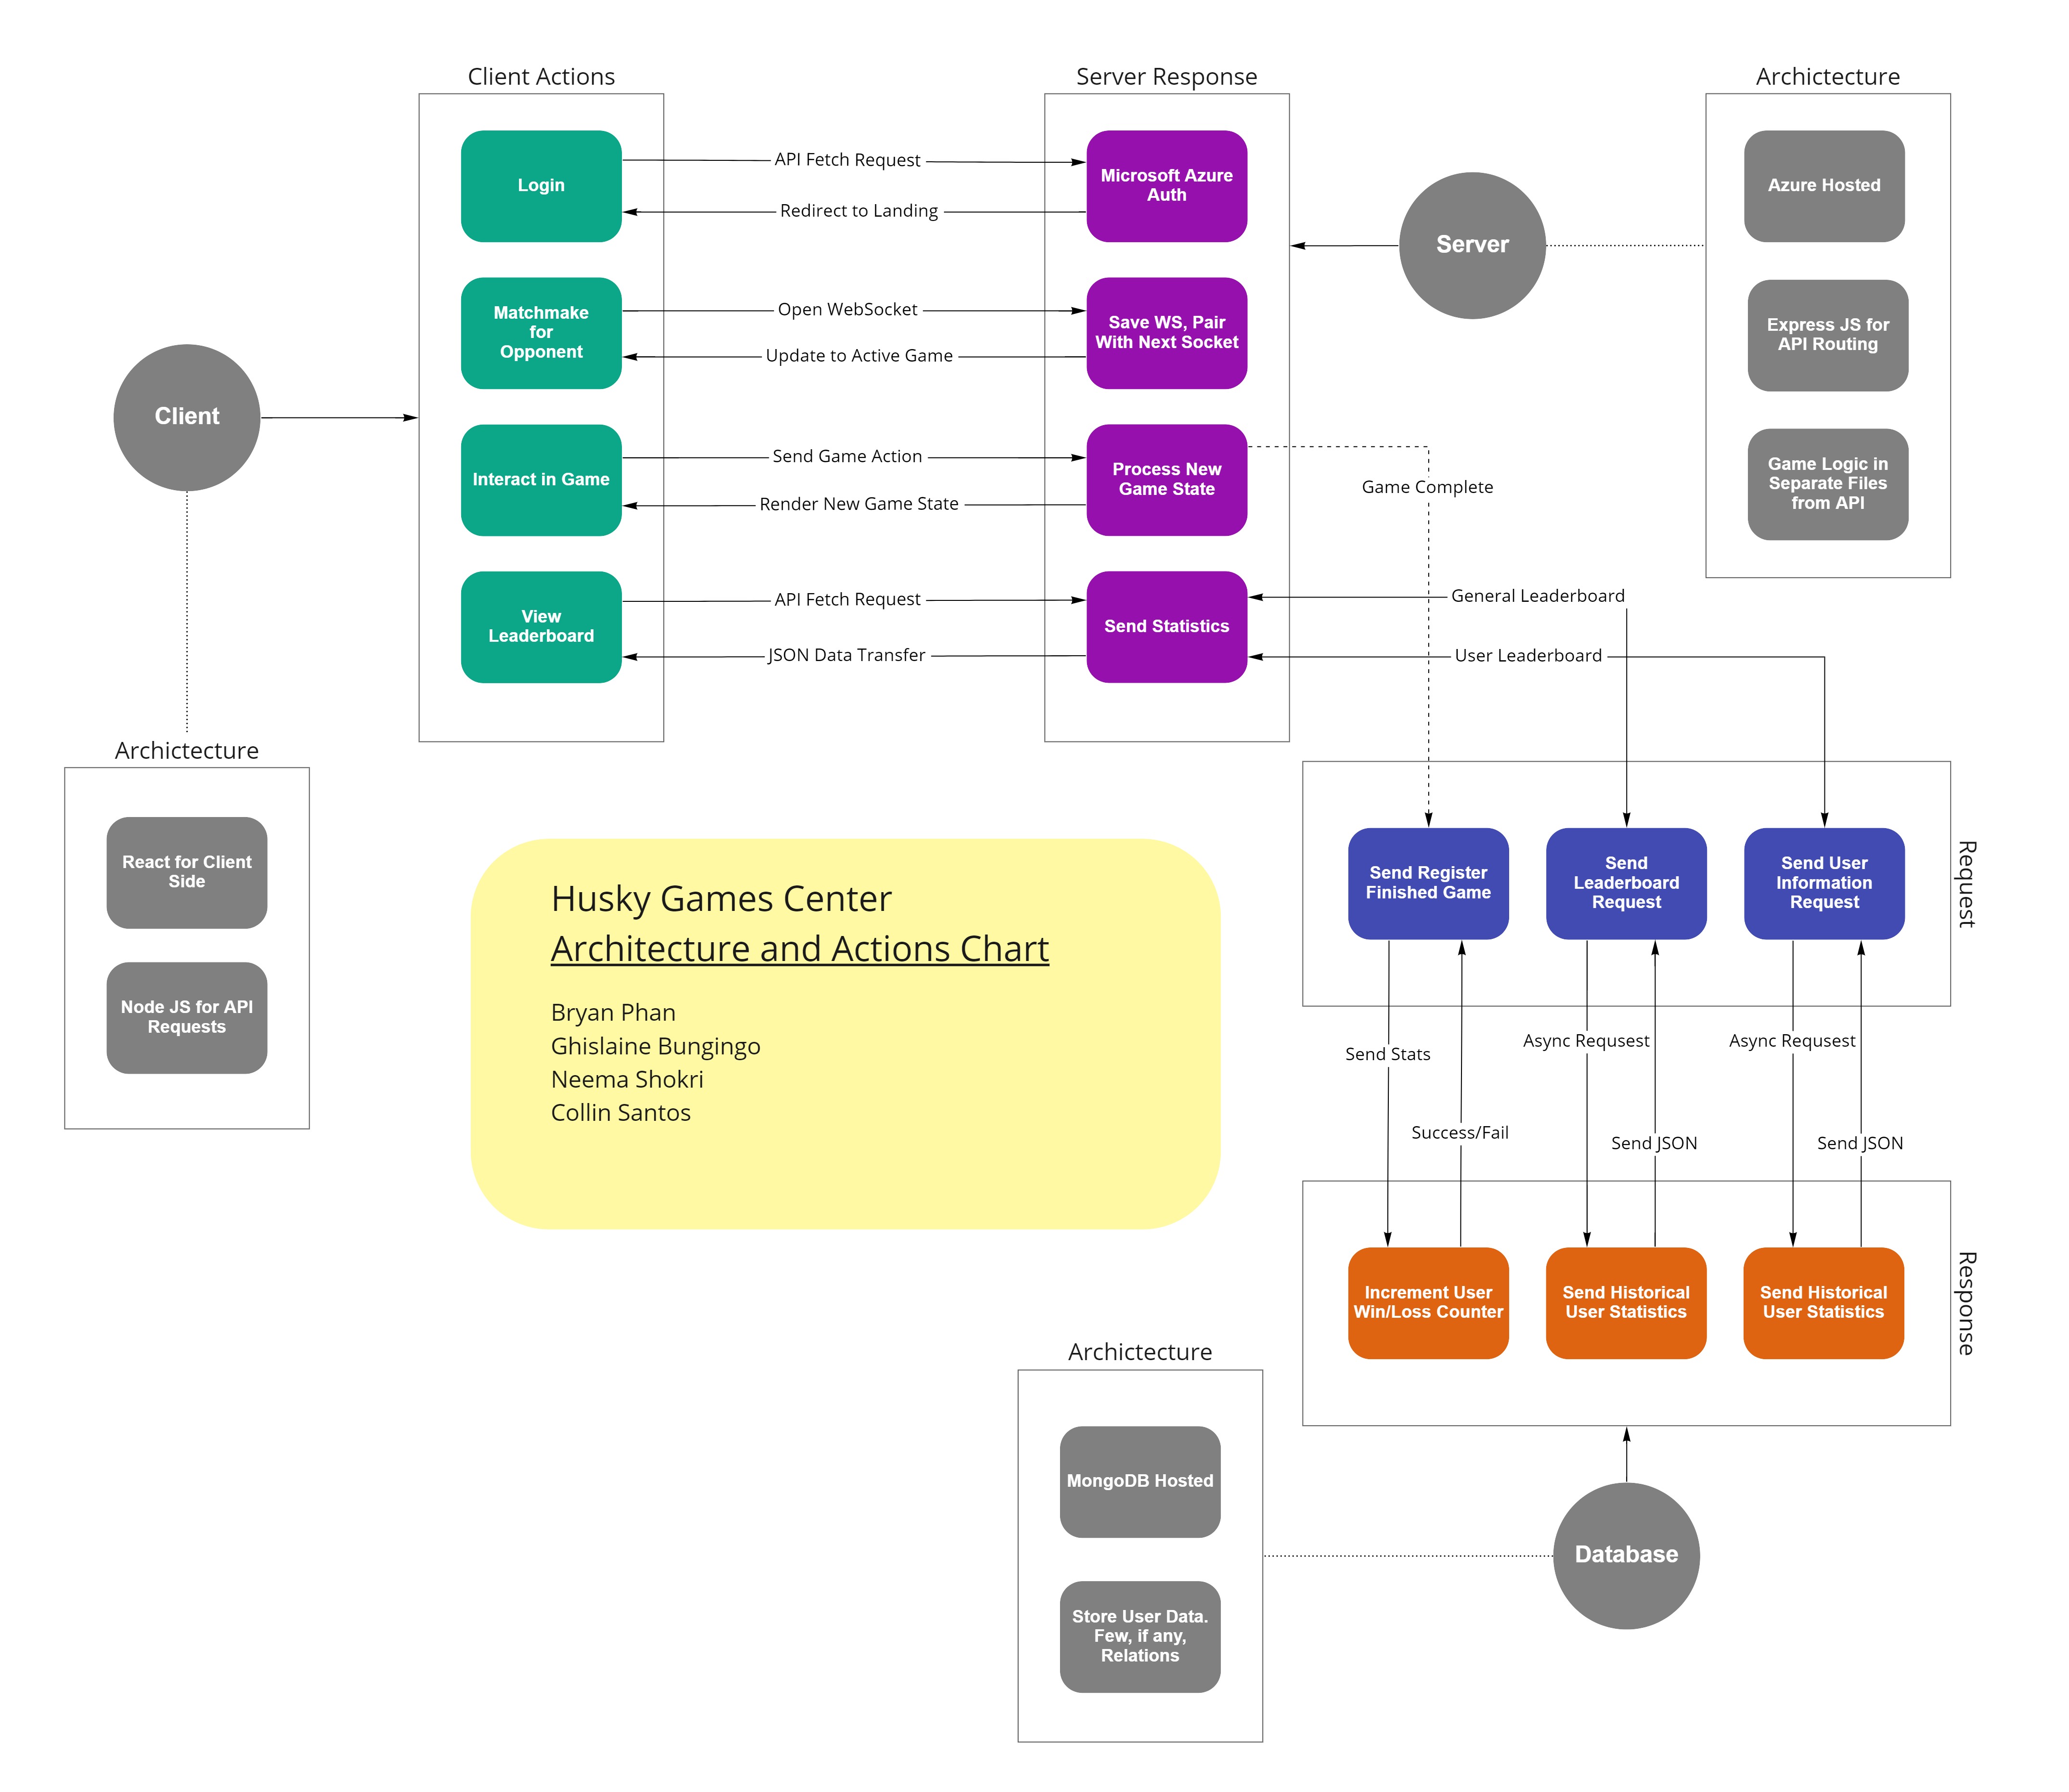 Client Actions
Server Response
Archictecture
Login
API Fetch Request
Redirect to Landing
Microsoft Azure
Auth
Server
Azure Hosted
Matchmake
for
Opponent
Open WebSocket
Update to Active Game
Save WS, Pair
With Next Socket
Express JS for
API Routing
Client
Interact in Game
Send Game Action
Render New Game State
Process New
Game State
Game Complete
Game Logic in
Separate Files
from API
View
Leaderboard
API Fetch Request
JSON Data Transfer
Send Statistics
General Leaderboard
User Leaderboard
Archictecture
React for Client
Side
Node JS for API
Requests
Husky Games Center
Architecture and Actions Chart
Bryan Phan
Ghislaine Bungingo
Neema Shokri
Collin Santos
Send Register
Finished Game
Send
Leaderboard
Request
Send User
Information
Request
Request
Send Stats
Success/Fail
Async Requsest
Send JSON
Async Requsest
Send JSON
Increment User
Win/Loss Counter
Send Historical
User Statistics
Send Historical
User Statistics
Response
Archictecture
MongoDB Hosted
Store User Data.
Few, if any,
Relations
Database